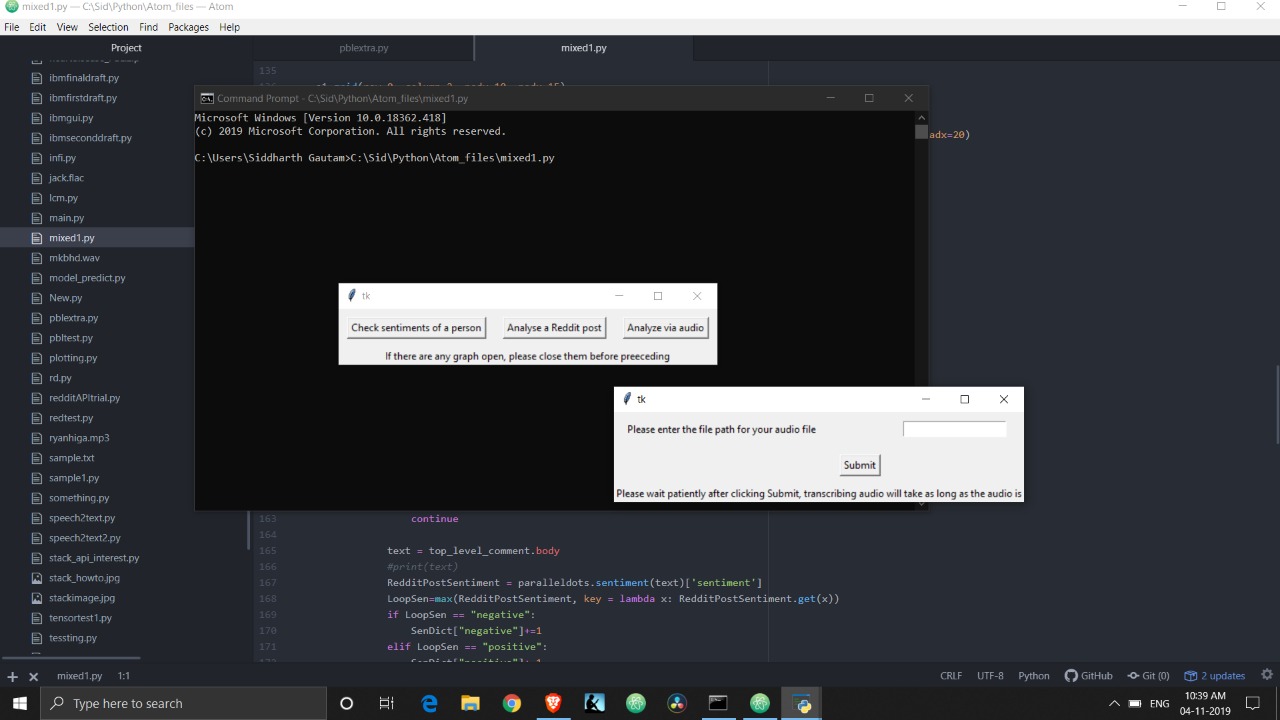 mixed1.py — C:\Sid\Python\Atom_files — Atom
File Edit View Selection Find Packages Help
Project
pblextra.py
mixed1.py
ibmfinaldraft.py
ibmfirstdraft.py
ibmgui.py
ibmseconddraft.py
infi.py
jack.flac
lcm.py
main.py
mixed1.py
mkbhd.wav
model_predict.py
New.py
pblextra.py
pbltest.py
plotting.py
rd.py
redditAPItrial.py
redtest.py
ryanhiga.mp3
sample.txt
sample1.py
something.py
speech2text.py
speech2text2.py
stack_api_interest.py
stack_howto.jpg
stackimage.jpg
tensortest1.py
tessting.py
135
Command Prompt - C:\Sid\Python\Atom_files\mixed1.py
Microsoft Windows [Version 10.0.18362.418]
(c) 2019 Microsoft Corporation. All rights reserved.
C:\Users\Siddharth Gautam>C:\Sid\Python\Atom_files\mixed1.py
adx=20)
tk
Check sentiments of a person
Analyse a Reddit post
Analyze via audio
If there are any graph open, please close them before preeceding
tk
Please enter the file path for your audio file
Submit
Please wait patiently after clicking Submit, transcribing audio will take as long as the audio is
163 continue
164
165 text = top_level_comment.body
166 #print(text)
167 RedditPostSentiment = paralleldots.sentiment(text)['sentiment']
168 LoopSen=max(RedditPostSentiment, key = lambda x: RedditPostSentiment.get(x))
169 if LoopSen == "negative":
170 SenDict["negative"]+=1
171 elif LoopSen == "positive":
mixed1.py 1:1
CRLF UTF-8 Python GitHub Git (0) 2 updates
Type here to search
ENG
10:39 AM
04-11-2019